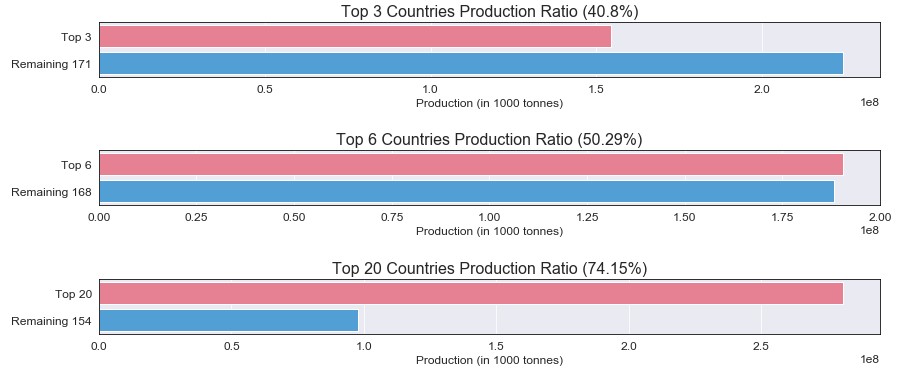 Top 3 Countries Production Ratio (40.8%)
Top 3
Remaining 171
0.0 0.5 1.0 1.5 2.0
Production (in 1000 tonnes)
1e8
Top 6 Countries Production Ratio (50.29%)
Top 6
Remaining 168
0.00 0.25 0.50 0.75 1.00 1.25 1.50 1.75 2.00
Production (in 1000 tonnes)
1e8
Top 20 Countries Production Ratio (74.15%)
Top 20
Remaining 154
0.0 0.5 1.0 1.5 2.0 2.5
Production (in 1000 tonnes)
1e8